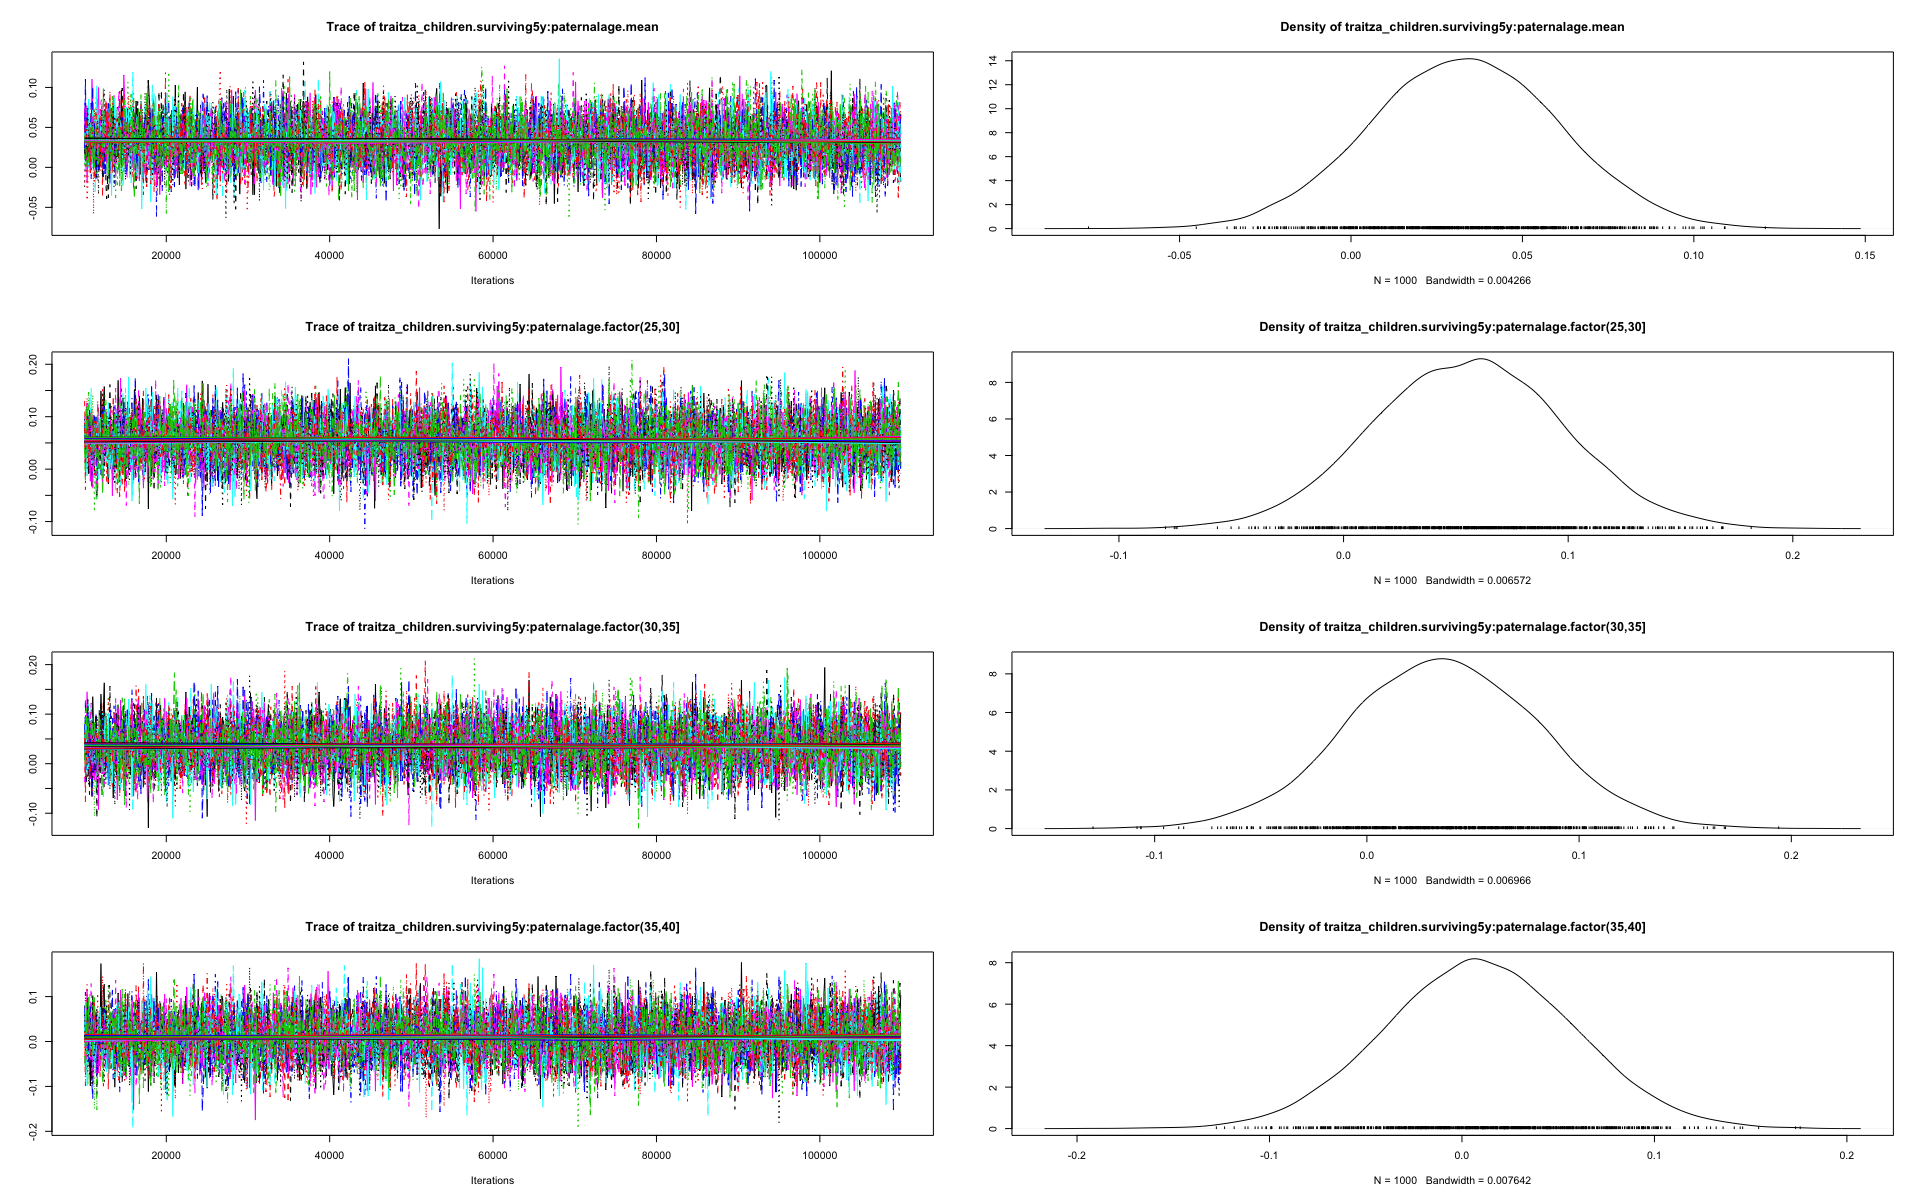 Trace of traitza_children.surviving5y:paternalage.mean
0.10
0.05
0.00
-0.05
20000 40000 60000 80000 100000
Iterations
Density of traitza_children.surviving5y:paternalage.mean
14
12
10
8
6
4
2
0
-0.05 0.00 0.05 0.10 0.15
N = 1000 Bandwidth = 0.004266
Trace of traitza_children.surviving5y:paternalage.factor(25,30]
0.20
0.10
0.00
-0.10
20000 40000 60000 80000 100000
Iterations
Density of traitza_children.surviving5y:paternalage.factor(25,30]
8
6
4
2
0
-0.1 0.0 0.1 0.2
N = 1000 Bandwidth = 0.006572
Trace of traitza_children.surviving5y:paternalage.factor(30,35]
0.20
0.10
0.00
-0.10
20000 40000 60000 80000 100000
Iterations
Density of traitza_children.surviving5y:paternalage.factor(30,35]
8
6
4
2
0
-0.1 0.0 0.1 0.2
N = 1000 Bandwidth = 0.006966
Trace of traitza_children.surviving5y:paternalage.factor(35,40]
0.1
0.0
-0.1
-0.2
20000 40000 60000 80000 100000
Iterations
Density of traitza_children.surviving5y:paternalage.factor(35,40]
8
6
4
2
0
-0.2 -0.1 0.0 0.1 0.2
N = 1000 Bandwidth = 0.007642